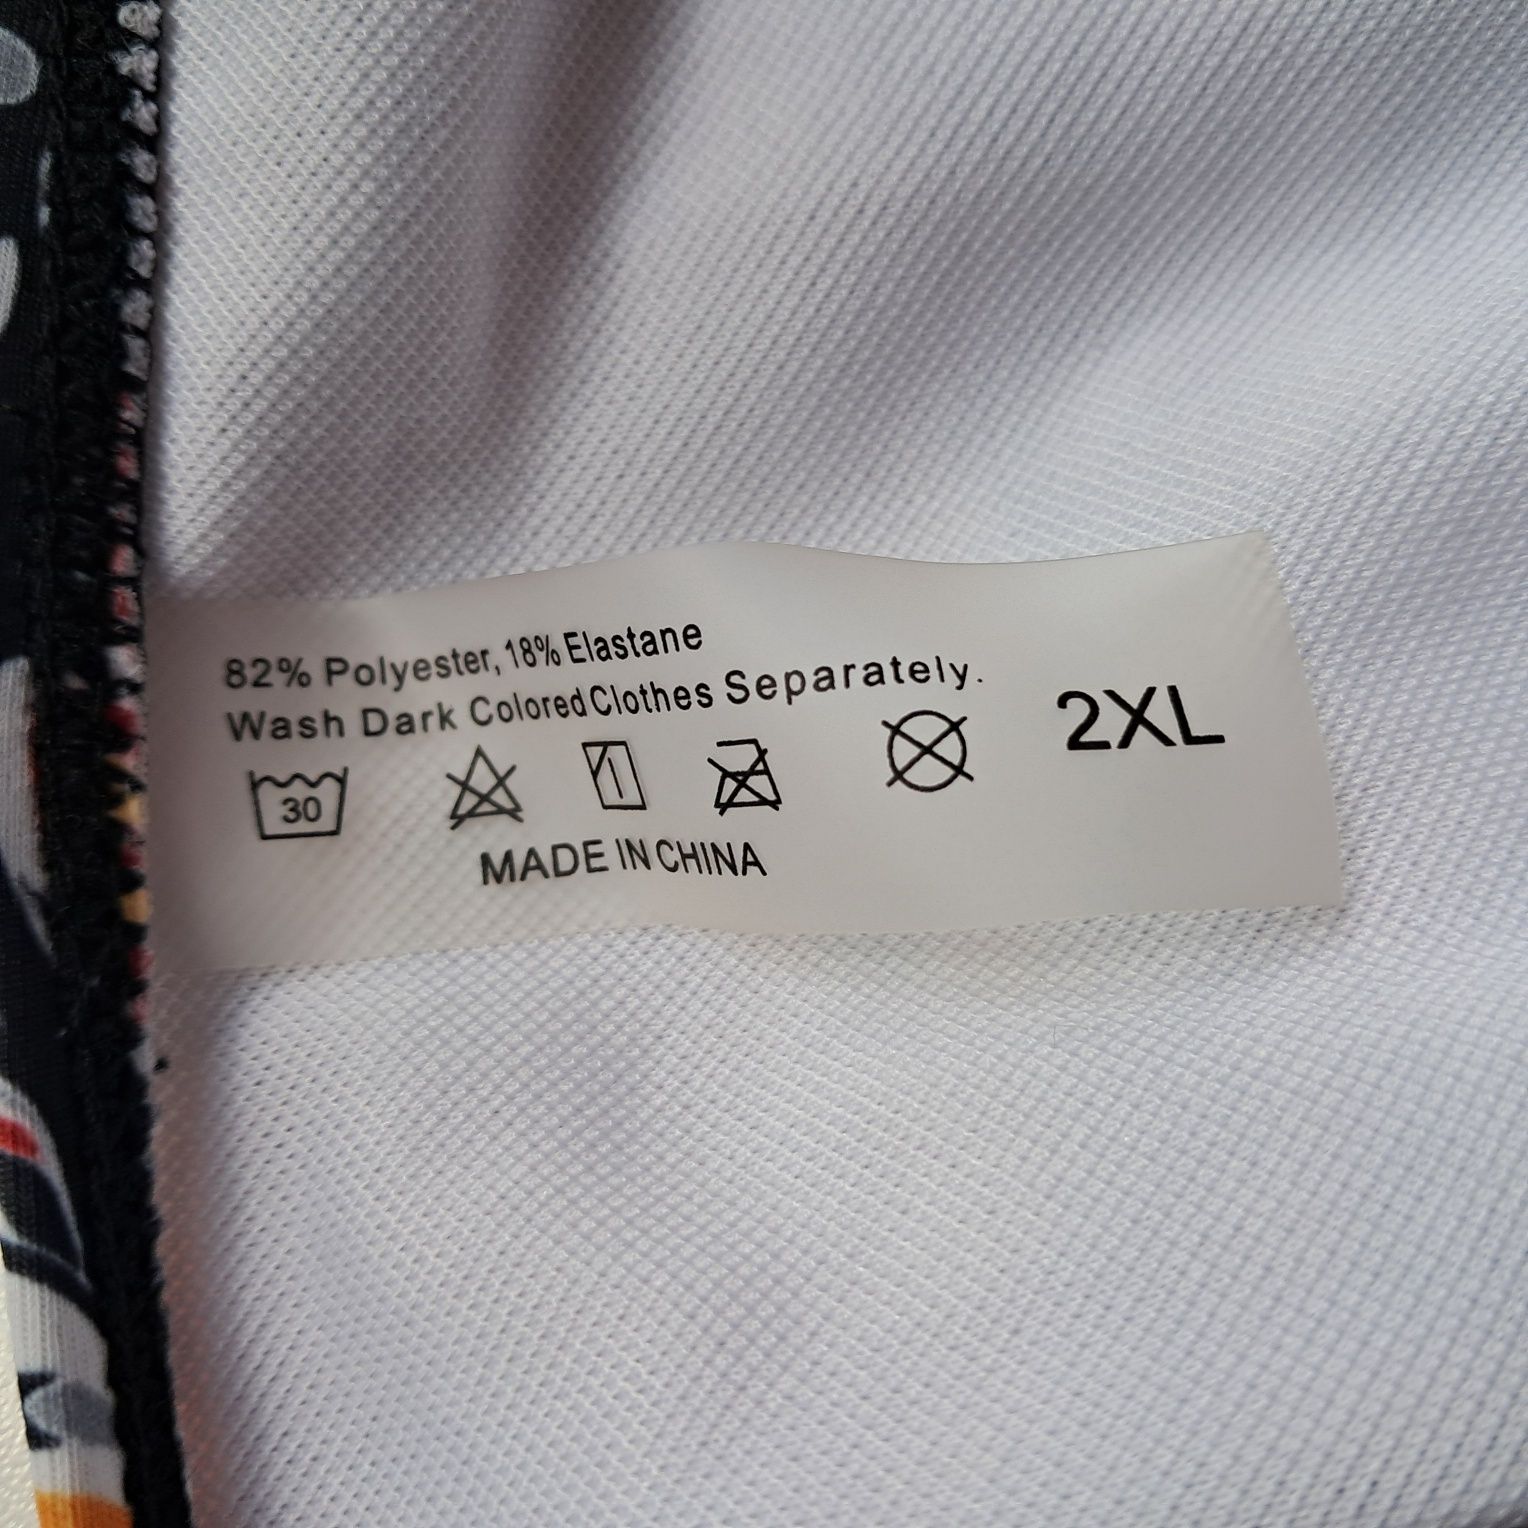 82% Polyester, 18% Elastane
Wash Dark Colored Clothes Separately.
30
2XL
MADE IN CHINA